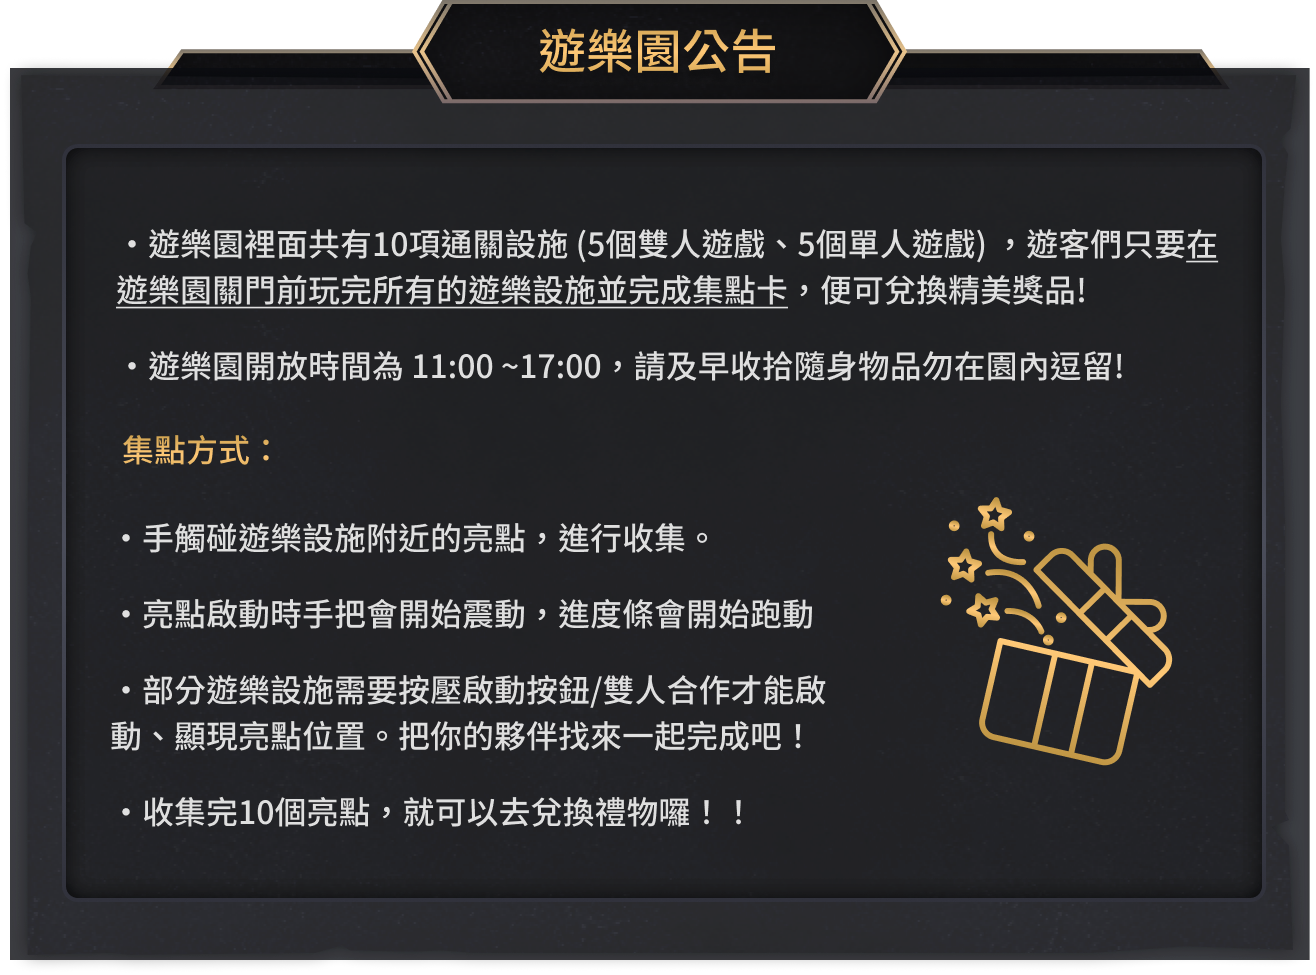 遊樂園公告
・遊樂園裡面共有10項通關設施 (5個雙人遊戲、5個單人遊戲) ，遊客們只要在
遊樂園關門前玩完所有的遊樂設施並完成集點卡，便可兌換精美獎品!
・遊樂園開放時間為 11:00 ~17:00，請及早收拾隨身物品勿在園內逗留!
集點方式：
・手觸碰遊樂設施附近的亮點，進行收集。
・亮點啟動時手把會開始震動，進度條會開始跑動
・部分遊樂設施需要按壓啟動按鈕/雙人合作才能啟
動、顯現亮點位置。把你的夥伴找來一起完成吧！
・收集完10個亮點，就可以去兌換禮物囉！！